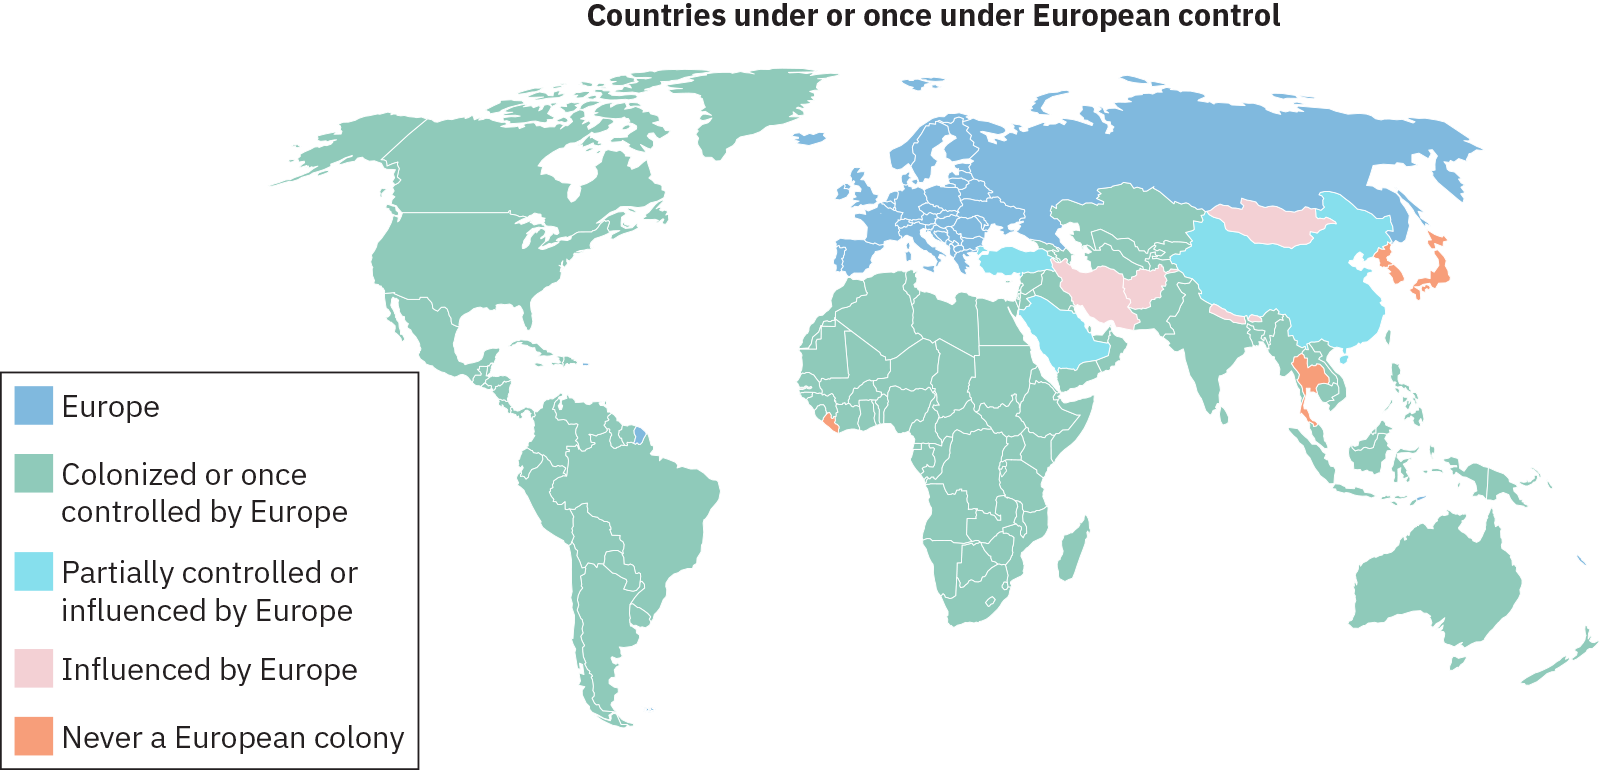 Countries under or once under European control
Europe
Colonized or once
controlled by Europe
Partially controlled or
influenced by Europe
Influenced by Europe
Never a European colony